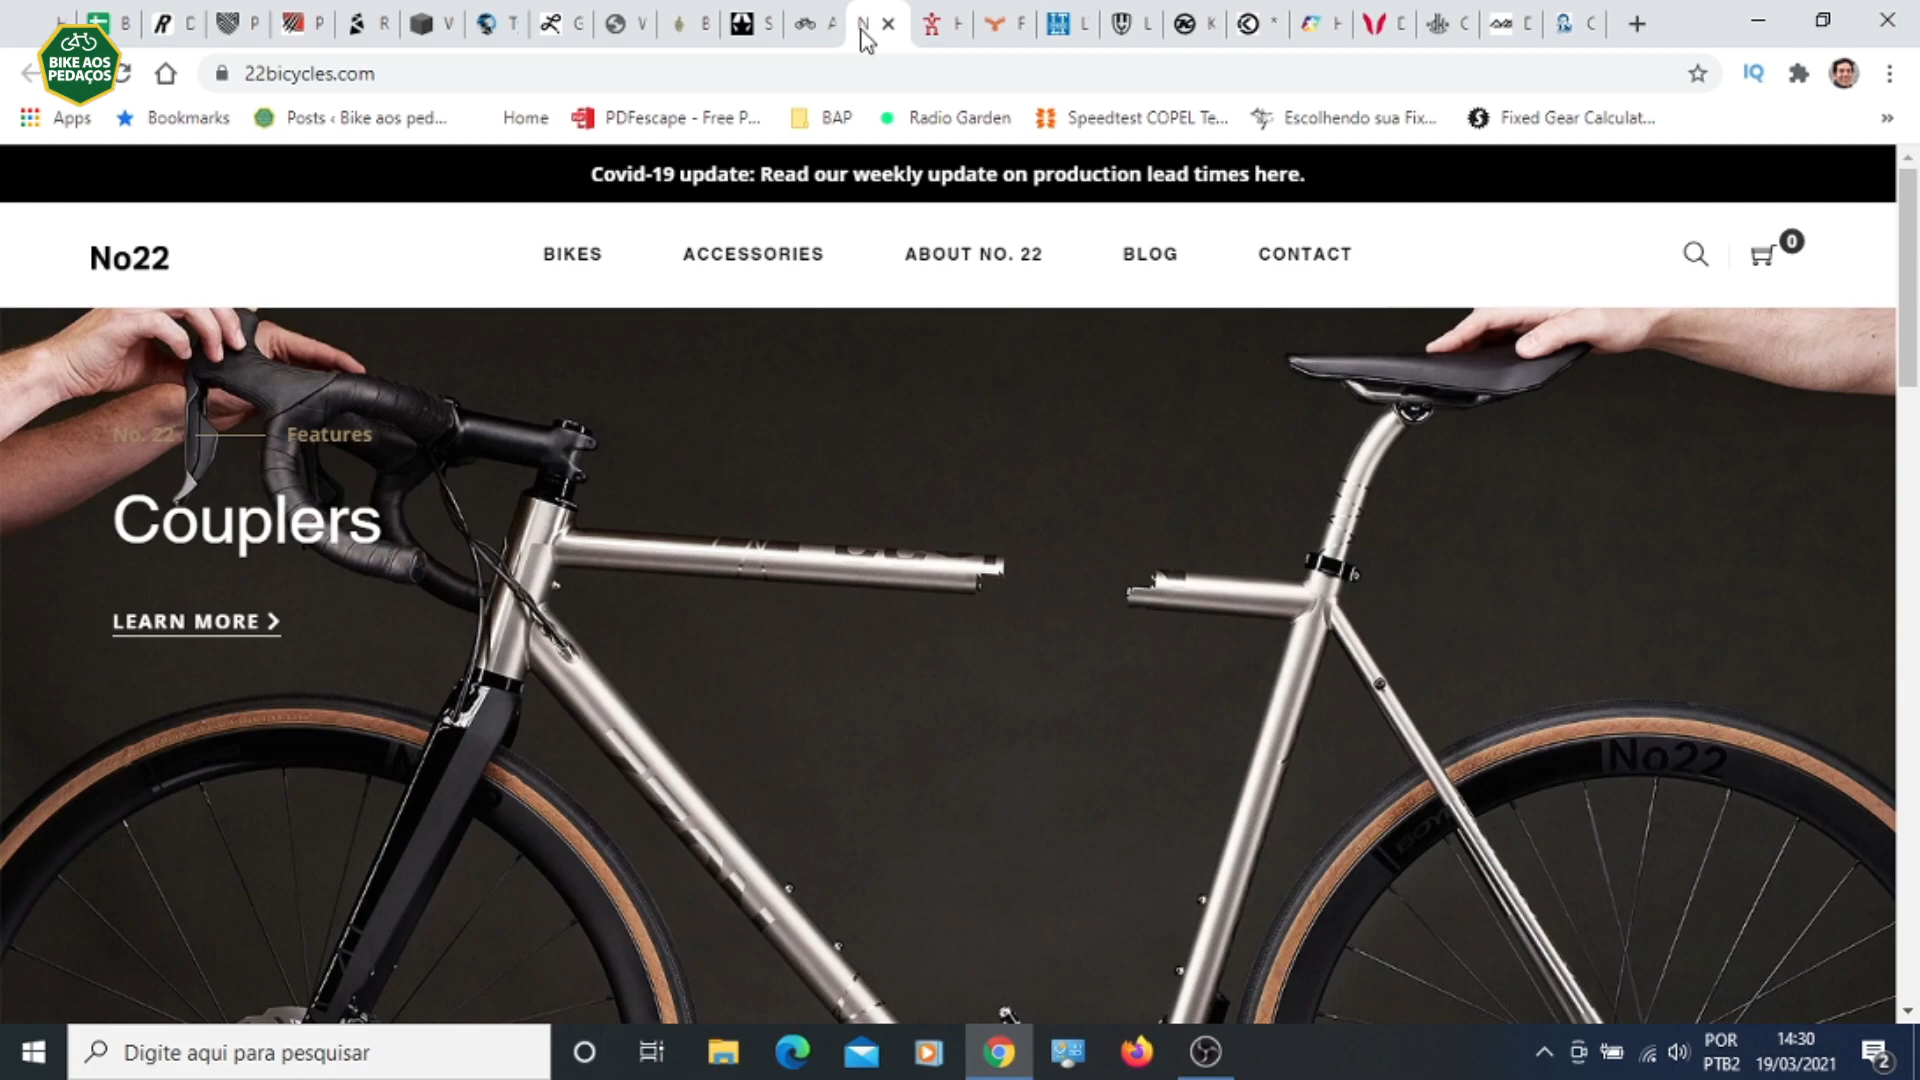 22bicycles.com
BIKE AOS
PEDAÇOS
Apps Bookmarks Posts ‹ Bike aos ped... Home PDFescape - Free P... BAP Radio Garden Speedtest COPEL Te... Escolhendo sua Fix... Fixed Gear Calculat...
Covid-19 update: Read our weekly update on production lead times here.
No22 BIKES ACCESSORIES ABOUT NO. 22 BLOG CONTACT 0
No. 22 Features
Couplers
LEARN MORE
No22
Digite aqui para pesquisar
POR
PTB2
14:30
19/03/2021
2